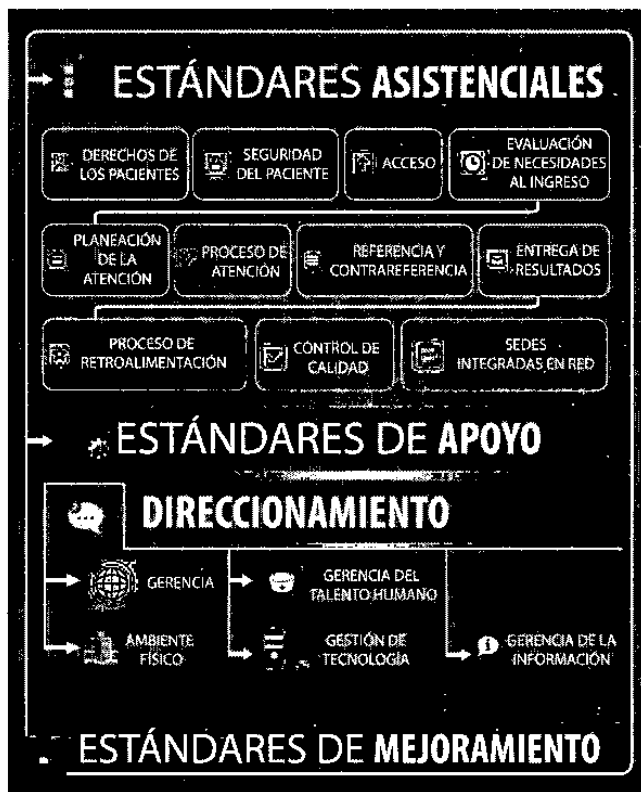 ESTÁNDARES ASISTENCIALES
DERECHOS DE
LOS PACIENTES
SEGURIDAD
DEL PACIENTE
ACCESO
EVALUACIÓN
DE NECESIDADES
AL INGRESO
PLANEACIÓN
DE LA
ATENCIÓN
PROCESO DE
ATENCIÓN
REFERENCIA Y
CONTRAREFERENCIA
ENTREGA DE
RESULTADOS
PROCESO DE
RETROALIMENTACIÓN
CONTROL DE
CALIDAD
SEDES
INTEGRADAS EN RED
ESTÁNDARES DE APOYO
DIRECCIONAMIENTO
GERENCIA
GERENCIA DEL
TALENTO HUMANO
AMBIENTE
FÍSICO
GESTIÓN DE
TECNOLOGÍA
GERENCIA DE LA
INFORMACIÓN
ESTÁNDARES DE MEJORAMIENTO